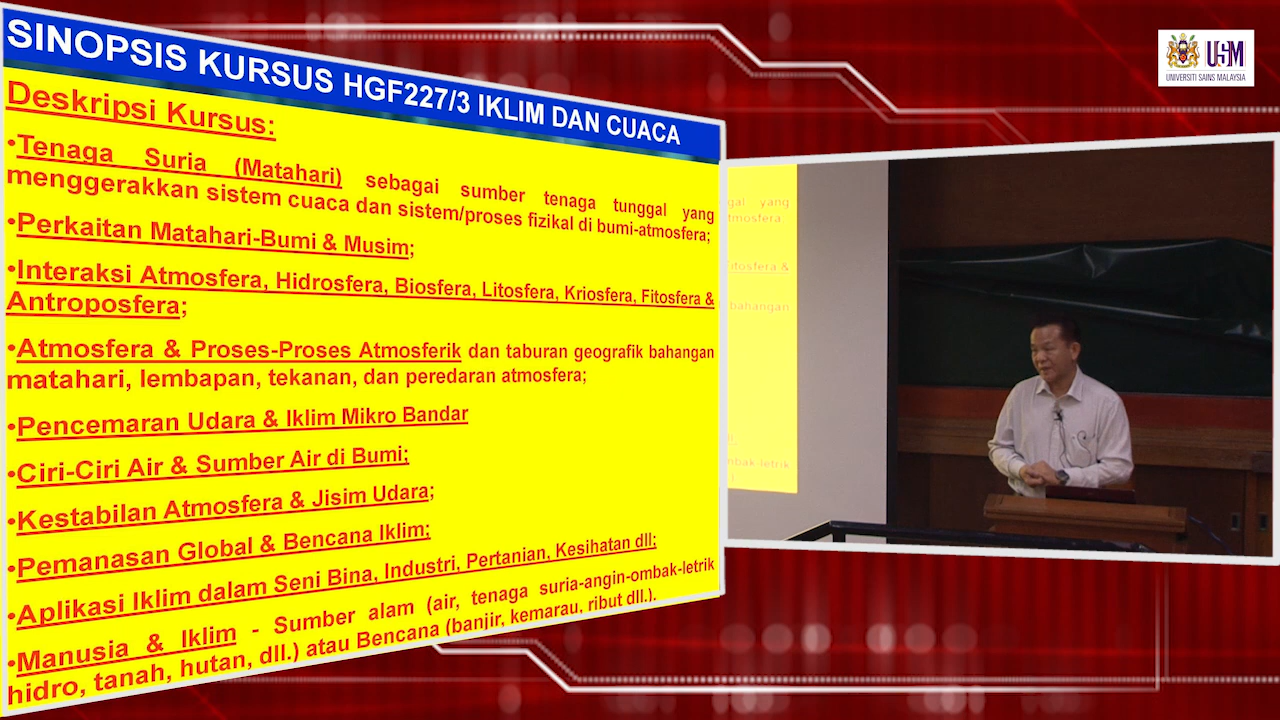 SINOPSIS KURSUS HGF227/3 IKLIM DAN CUACA
Deskripsi Kursus:
•Tenaga Suria (Matahari) sebagai sumber tenaga tunggal yang
menggerakkan sistem cuaca dan sistem/proses fizikal di bumi-atmosfera;
•Perkaitan Matahari-Bumi & Musim;
•Interaksi Atmosfera, Hidrosfera, Biosfera, Litosfera, Kriosfera, Fitosfera &
Antroposfera;
•Atmosfera & Proses-Proses Atmosferik dan taburan geografik bahangan
matahari, lembapan, tekanan, dan peredaran atmosfera;
•Pencemaran Udara & Iklim Mikro Bandar
•Ciri-Ciri Air & Sumber Air di Bumi;
•Kestabilan Atmosfera & Jisim Udara;
•Pemanasan Global & Bencana Iklim;
•Aplikasi Iklim dalam Seni Bina, Industri, Pertanian, Kesihatan dll;
•Manusia & Iklim - Sumber alam (air, tenaga suria-angin-ombak-letrik
hidro, tanah, hutan, dll.) atau Bencana (banjir, kemarau, ribut dll.).
USM
UNIVERSITI SAINS MALAYSIA
yang
bahangan